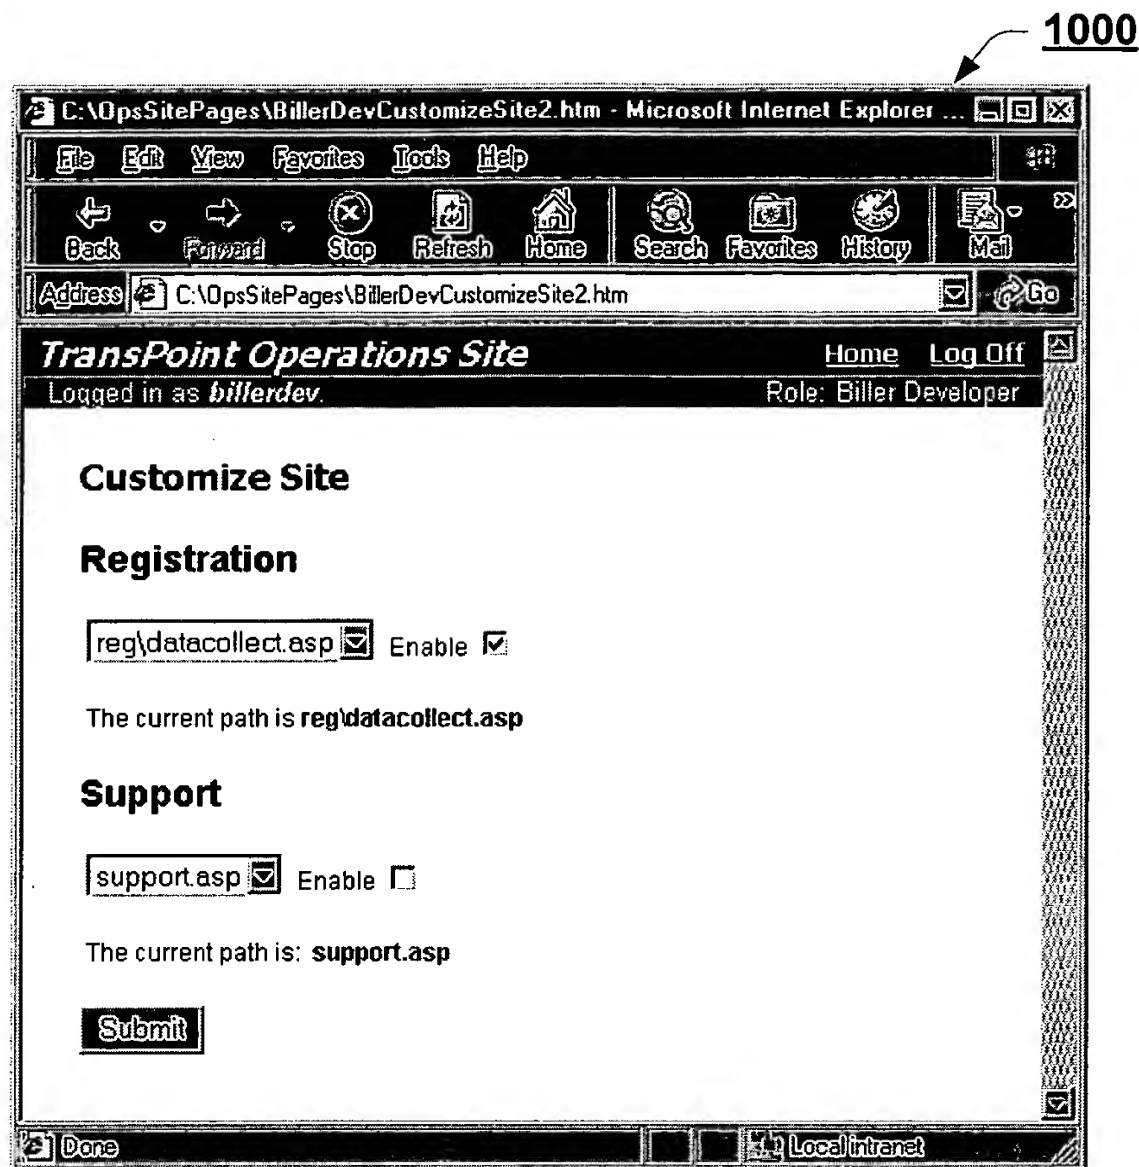 1000
C:\OpsSitePages\BillerDevCustomizeSite2.htm - Microsoft Internet Explorer ...
File Edit View Favorites Tools Help
Back Forward Stop Refresh Home Search Favorites History Mail
Address C:\OpsSitePages\BillerDevCustomizeSite2.htm Go
TransPoint Operations Site Home Log Off
Logged in as billerdev. Role: Biller Developer
Customize Site
Registration
reg\datacollect.asp Enable
The current path is reg\datacollect.asp
Support
support.asp Enable
The current path is: support.asp
Submit
Done Local intranet